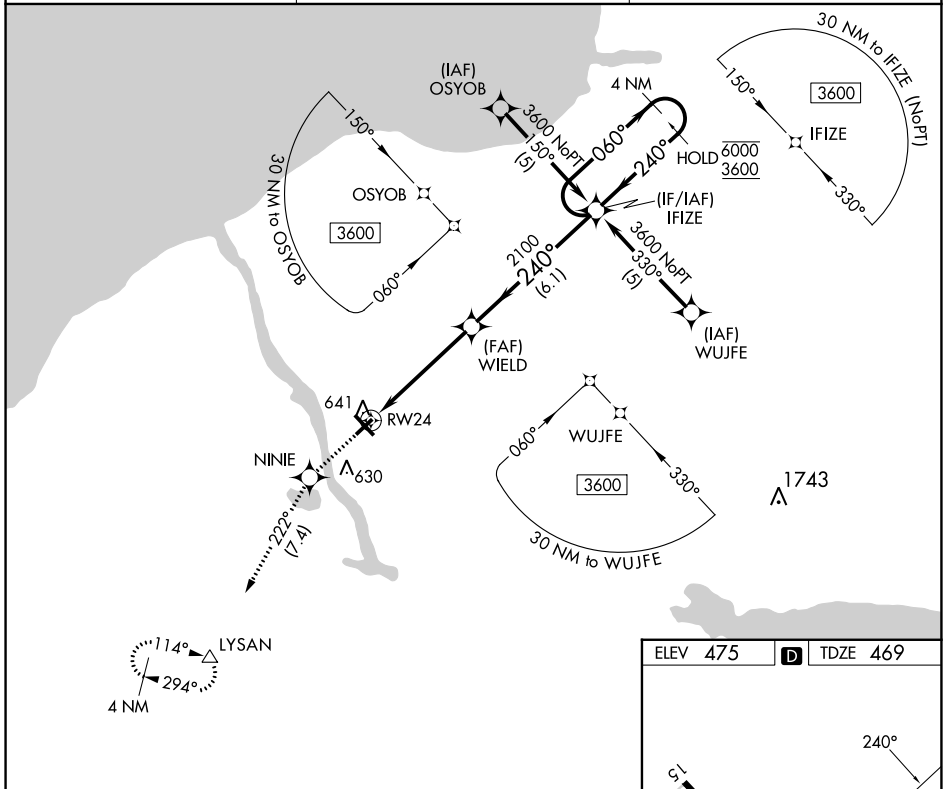 30 NM to IFIZE (NoPT)
150°
3600
IFIZE
330°
(IAF)
OSYOB
3600 NoPT
150°
(5)
4 NM
060°
240°
HOLD 6000
3600
(IF/IAF)
IFIZE
150°
OSYOB
3600
060°
30 NM to OSYOB
2100
240°
(6.1)
3600 NoPT
330°
(5)
(IAF)
WUJFE
(FAF)
WIELD
641
RW24
NINIE
630
222°
(7.4)
060°
WUJFE
3600
330°
30 NM to WUJFE
1743
114°
LYSAN
294°
4 NM
ELEV 475
D
TDZE 469
240°
15